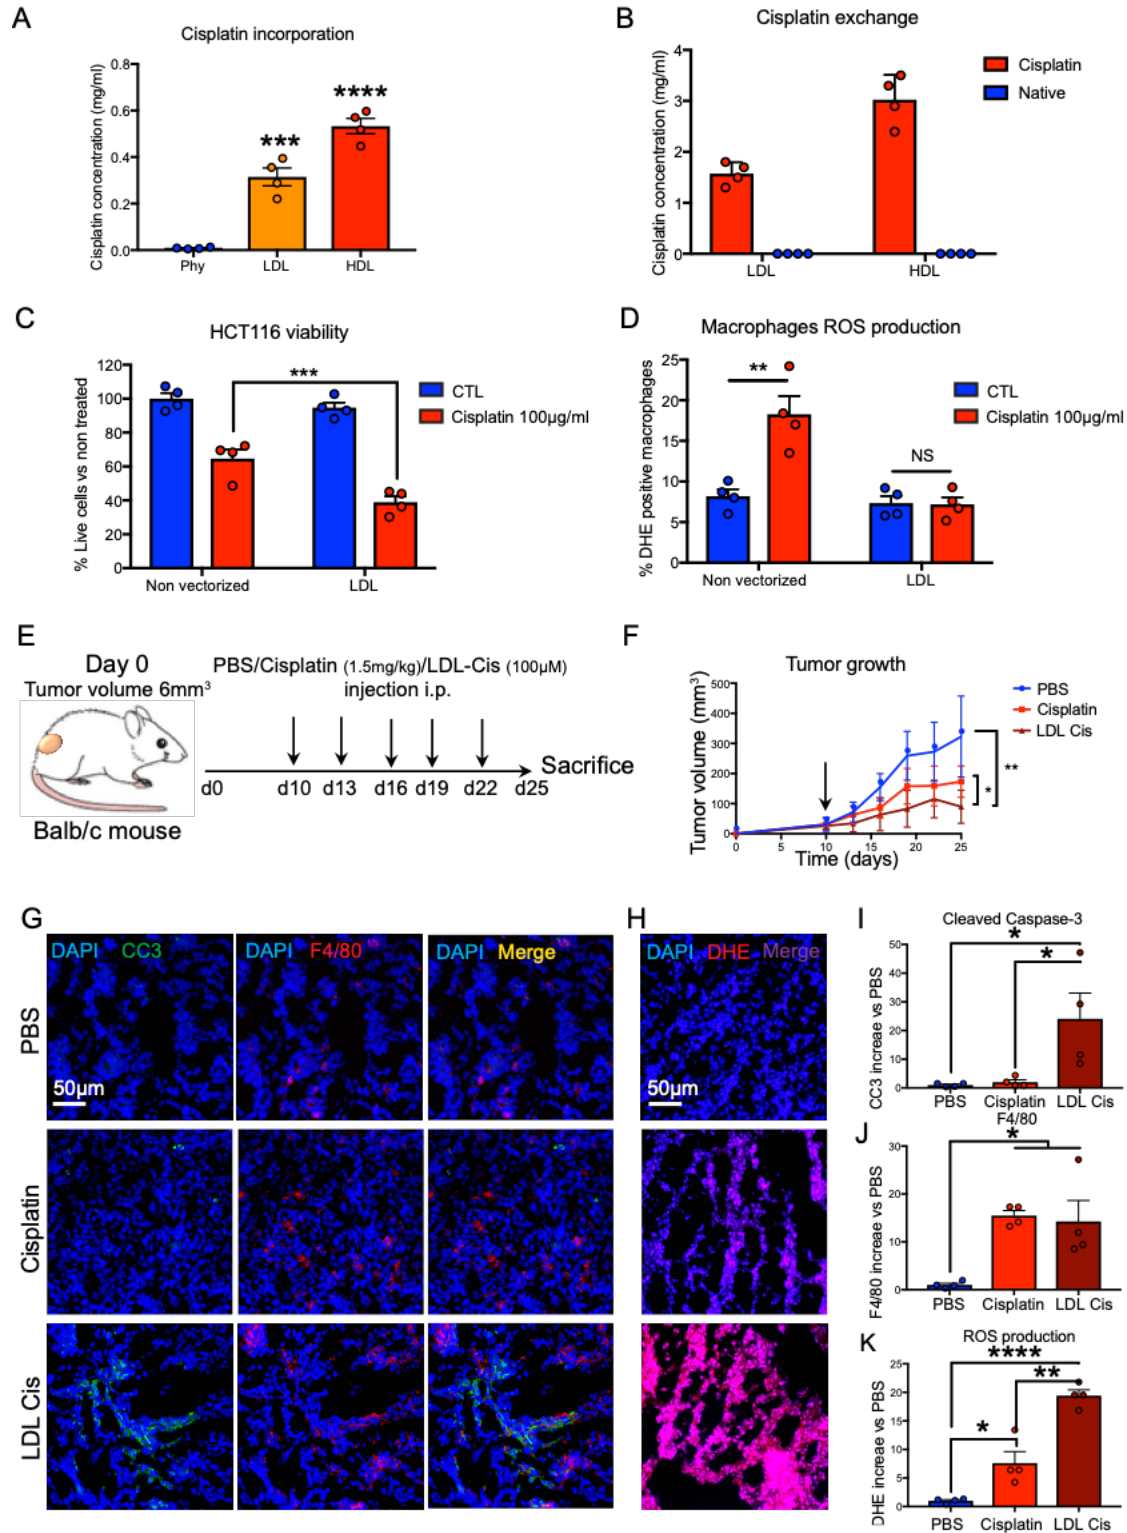 A
Cisplatin incorporation
Cisplatin concentration (mg/ml)
0.8
0.6
0.4
0.2
0.0
***
****
Phy
LDL
HDL
B
Cisplatin exchange
Cisplatin concentration (mg/ml)
4
3
2
1
0
LDL
HDL
Cisplatin
Native
C
HCT116 viability
% Live cells vs non treated
120
100
80
60
40
20
0
***
Non vectorized
LDL
CTL
Cisplatin 100µg/ml
D
Macrophages ROS production
% DHE positive macrophages
25
20
15
10
5
0
**
NS
Non vectorized
LDL
CTL
Cisplatin 100µg/ml
E
Day 0
Tumor volume 6mm³
Balb/c mouse
PBS/Cisplatin (1.5mg/kg)/LDL-Cis (100µM)
injection i.p.
d0
d10
d13
d16
d19
d22
d25
Sacrifice
F
Tumor growth
Tumor volume (mm³)
500
400
300
200
100
0
0
5
10
15
20
25
Time (days)
PBS
Cisplatin
LDL Cis
*
**
G
DAPI CC3
DAPI F4/80
DAPI Merge
PBS
50µm
Cisplatin
LDL Cis
H
DAPI DHE Merge
50µm
I
Cleaved Caspase-3
CC3 increae vs PBS
50
40
30
20
10
0
*
*
PBS
Cisplatin
LDL Cis
J
F4/80
F4/80 increae vs PBS
30
20
10
0
*
PBS
Cisplatin
LDL Cis
K
ROS production
DHE increae vs PBS
25
20
15
10
5
0
****
**
*
PBS
Cisplatin
LDL Cis